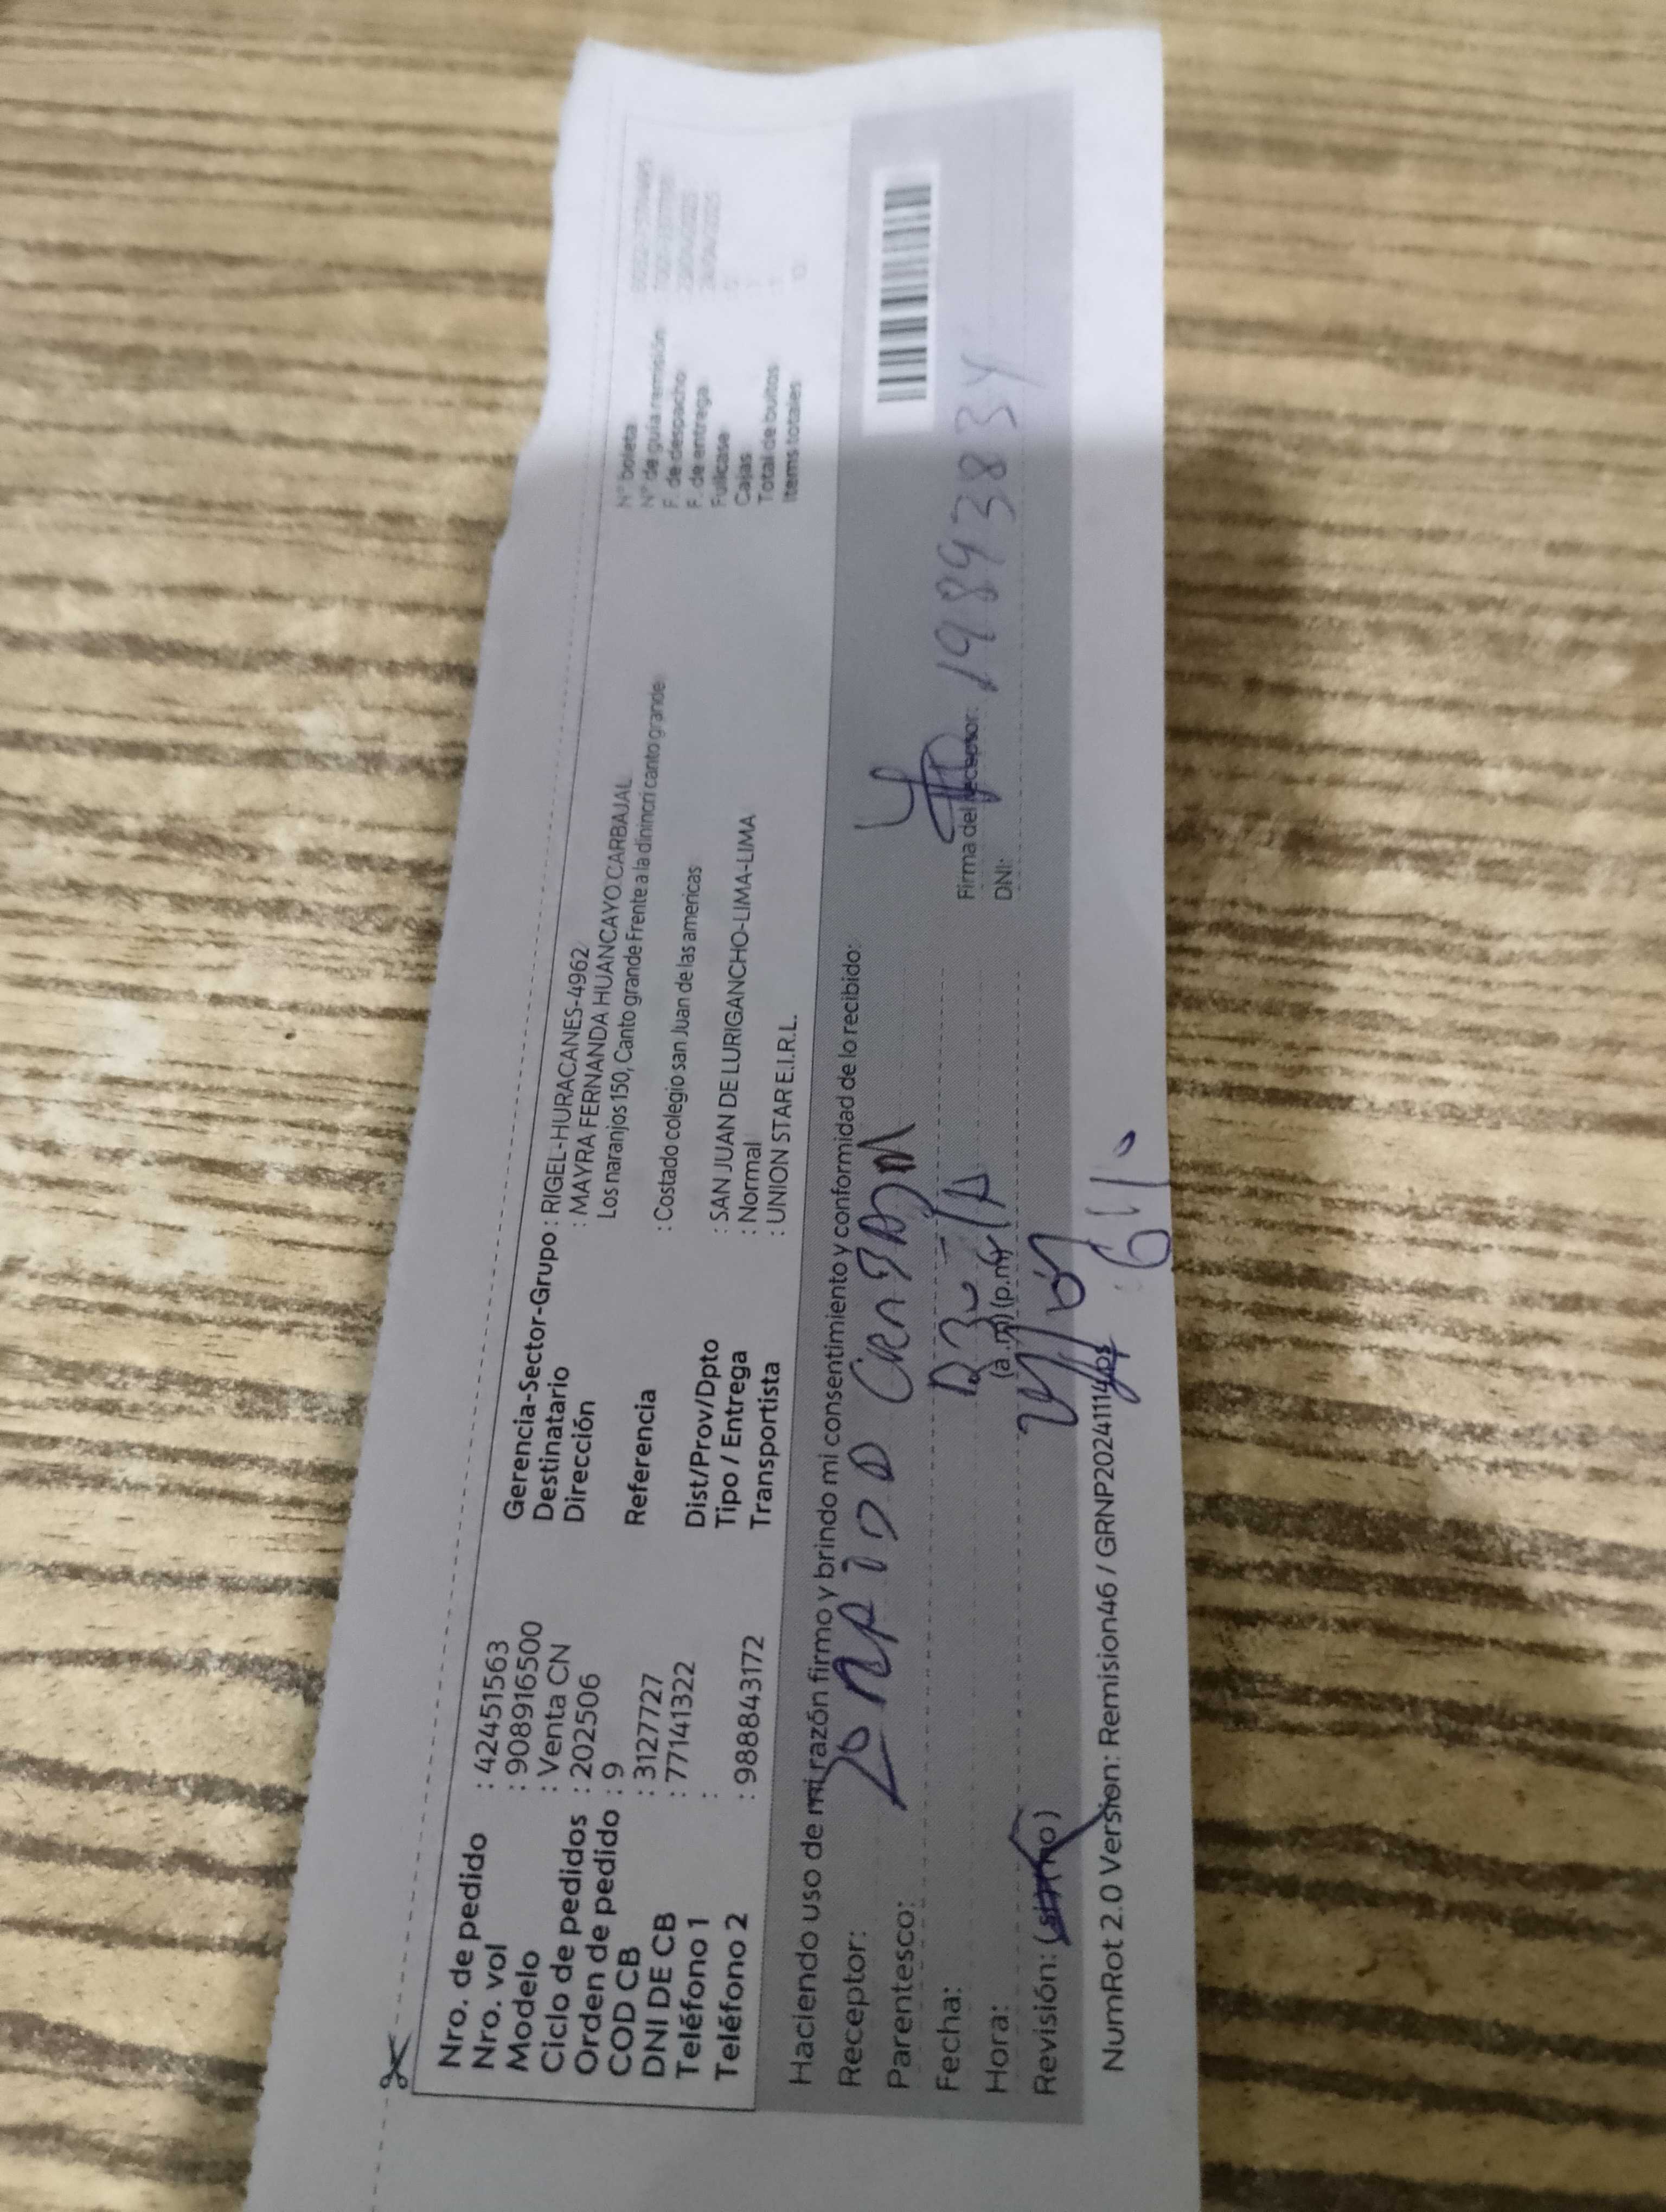 Nro. de pedido : 42451563
Nro. vol : 908916500
Modelo : Venta CN
Ciclo de pedidos : 202506
Orden de pedido : 9
COD CB : 3127727
DNI DE CB : 77141322
Teléfono 1 :
Teléfono 2 : 988843172
Gerencia-Sector-Grupo : RIGEL-HURACANES-4962
Destinatario : MAYRA FERNANDA HUANCAYO CARBAJAL
Dirección Los naranjos 150, Canto grande Frente a la dinincri canto grande
Referencia : Costado colegio san Juan de las americas
Dist/Prov/Dpto : SAN JUAN DE LURIGANCHO-LIMA-LIMA
Tipo / Entrega : Normal
Transportista : UNION STAR E.I.R.L.
N° boleta
N° de guía remisión
F. de despacho
F. de entrega
Fullcase
Cajas
Total de bultos
Items totales
Haciendo uso de mi razón firmo y brindo mi consentimiento y conformidad de lo recibido:
Receptor:
Parentesco:
Fecha:
Hora: (a.m) (p.m)
Revisión: (si) (no)
Firma del receptor:
DNI: 19893834
NumRot 2.0 Version: Remision46 / GRNP20241114